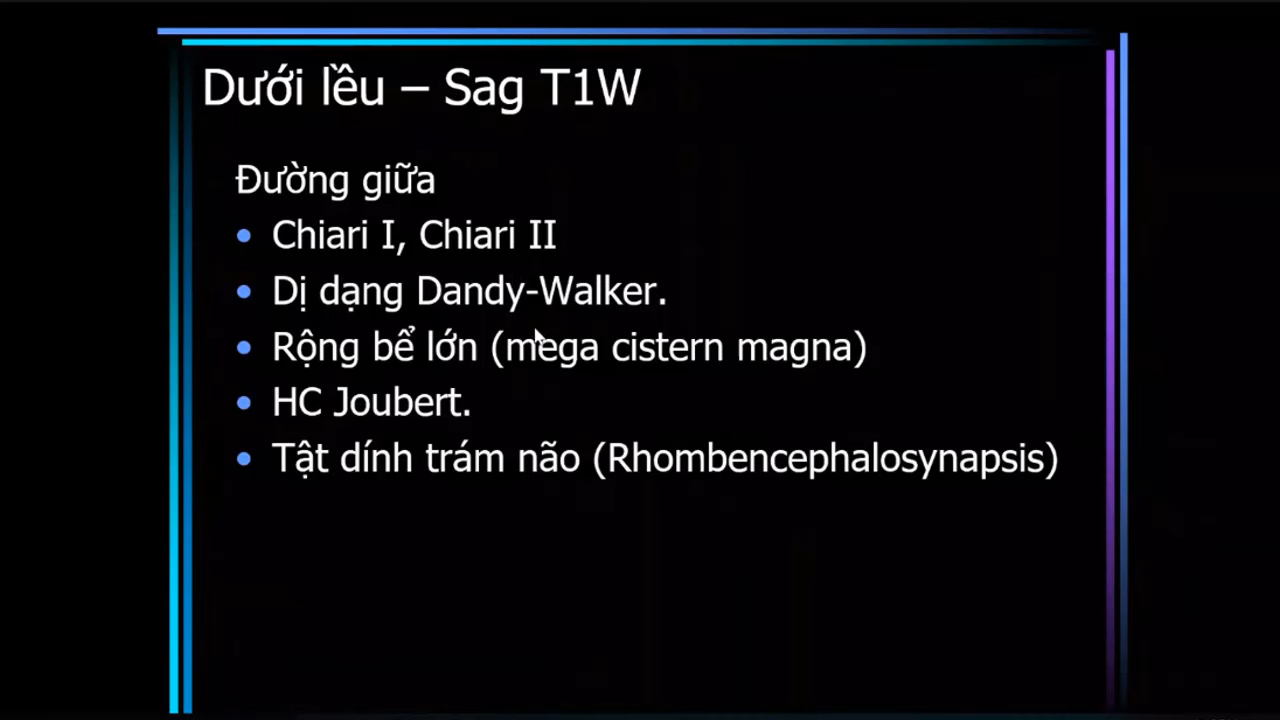 Dưới lều – Sag T1W
Đường giữa
• Chiari I, Chiari II
• Dị dạng Dandy-Walker.
• Rộng bể lớn (mega cistern magna)
• HC Joubert.
• Tật dính trám não (Rhombencephalosynapsis)